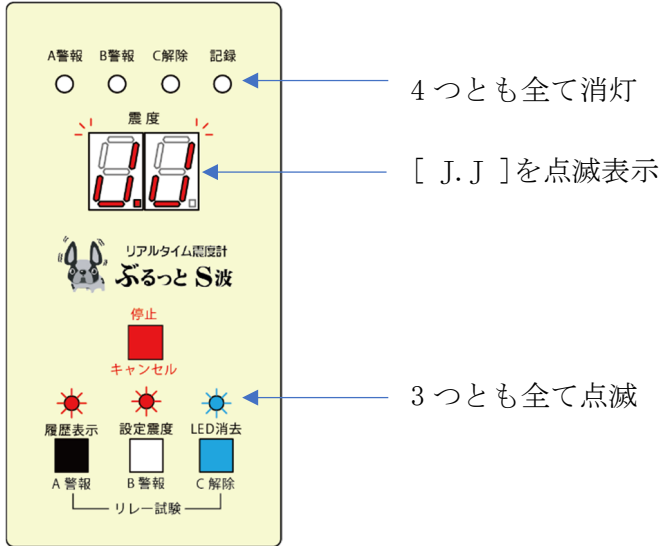 A警報 B警報 C解除 記録
4つとも全て消灯
震度
J.J
[ J.J ]を点滅表示
リアルタイム震度計
ぶるっとS波
停止
キャンセル
3つとも全て点滅
履歴表示 設定震度 LED消去
A 警報 B 警報 C 解除
リレー試験